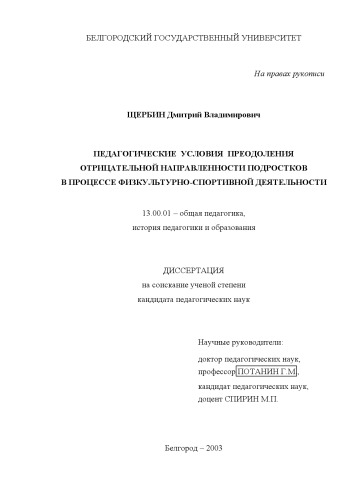 БЕЛГОРОДСКИЙ ГОСУДАРСТВЕННЫЙ УНИВЕРСИТЕТ
На правах рукописи
ЩЕРБИН Дмитрий Владимирович
ПЕДАГОГИЧЕСКИЕ УСЛОВИЯ ПРЕОДОЛЕНИЯ
ОТРИЦАТЕЛЬНОЙ НАПРАВЛЕННОСТИ ПОДРОСТКОВ
В ПРОЦЕССЕ ФИЗКУЛЬТУРНО-СПОРТИВНОЙ ДЕЯТЕЛЬНОСТИ
13.00.01 – общая педагогика,
история педагогики и образования
ДИССЕРТАЦИЯ
на соискание ученой степени
кандидата педагогических наук
Научные руководители:
доктор педагогических наук,
профессор ПОТАНИН Г.М.,
кандидат педагогических наук,
доцент СПИРИН М.П.
Белгород – 2003